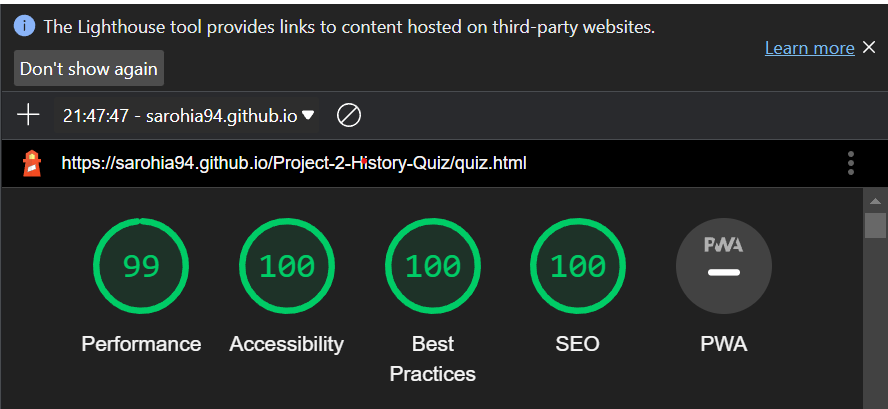 The Lighthouse tool provides links to content hosted on third-party websites.
Learn more
Don't show again
21:47:47 - sarohia94.github.io
https://sarohia94.github.io/Project-2-History-Quiz/quiz.html
99 100 100 100 PWA
Performance Accessibility Best SEO PWA
Practices